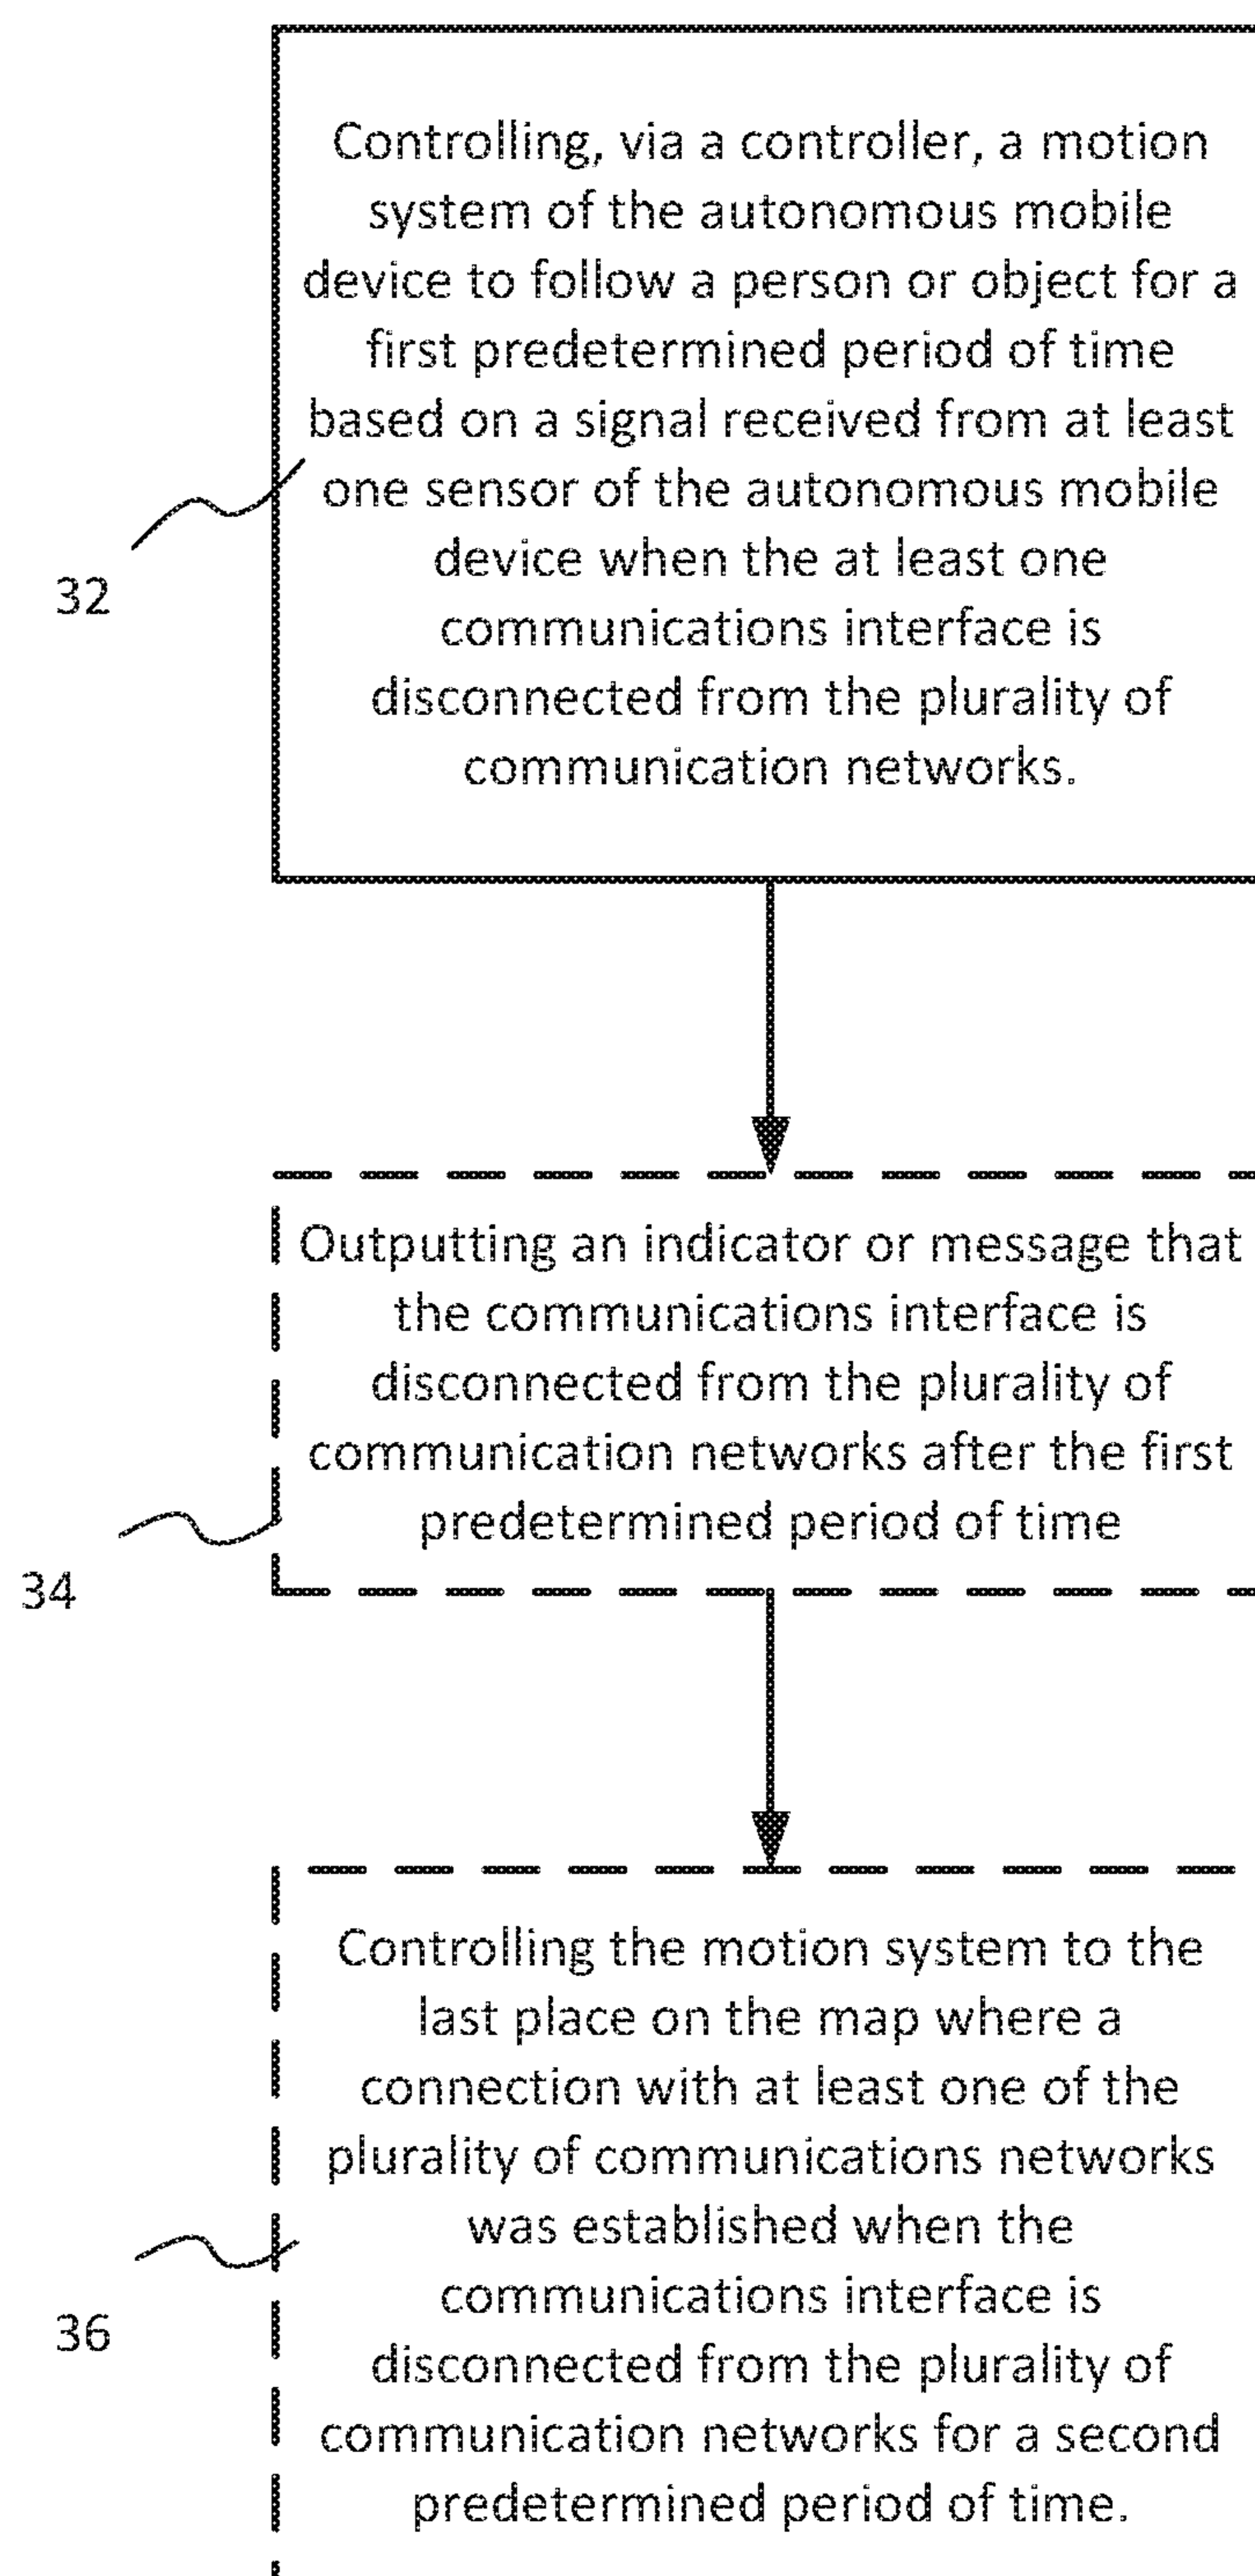 Controlling, via a controller, a motion
system of the autonomous mobile
device to follow a person or object for a
first predetermined period of time
based on a signal received from at least
one sensor of the autonomous mobile
device when the at least one
communications interface is
disconnected from the plurality of
communication networks.
32
Outputting an indicator or message that
the communications interface is
disconnected from the plurality of
communication networks after the first
predetermined period of time
34
Controlling the motion system to the
last place on the map where a
connection with at least one of the
plurality of communications networks
was established when the
communications interface is
disconnected from the plurality of
communication networks for a second
predetermined period of time.
36